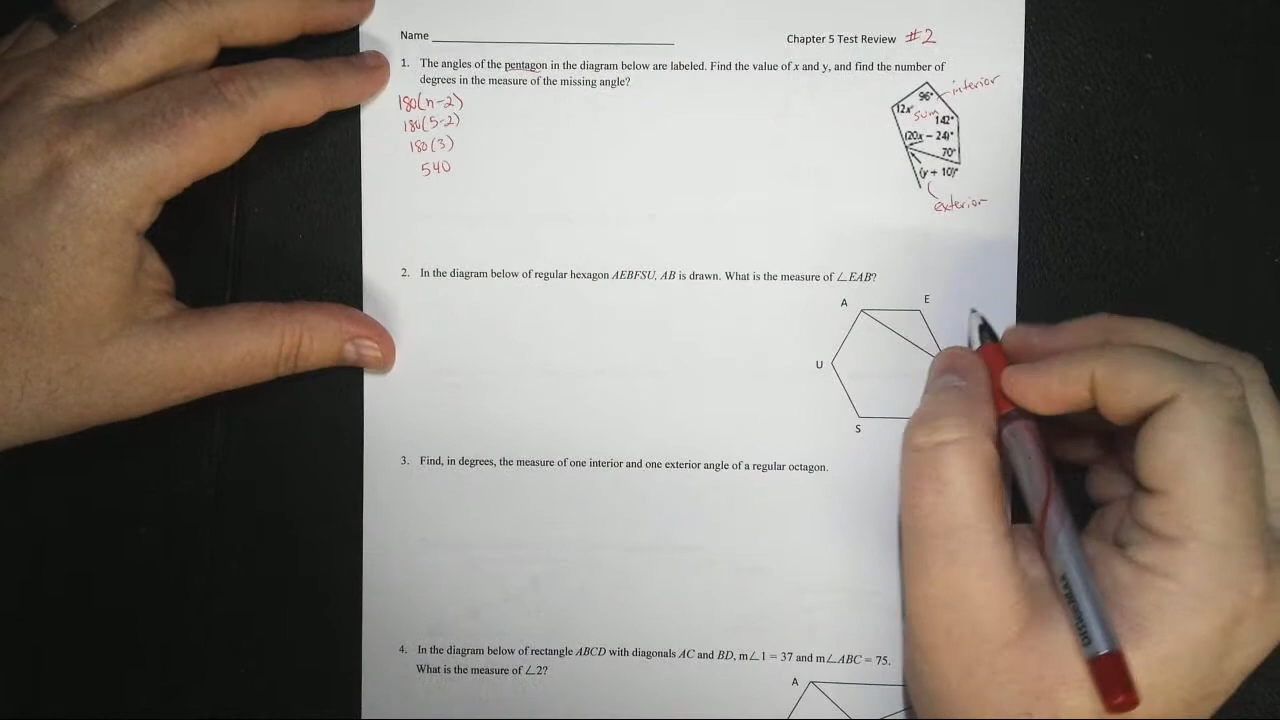 Name
Chapter 5 Test Review #2
1. The angles of the pentagon in the diagram below are labeled. Find the value of x and y, and find the number of
degrees in the measure of the missing angle?
180(n-2)
180(5-2)
180(3)
540
interior
96°
12x°
sum
142°
(20x − 24)°
70°
(y + 10)°
exterior
2. In the diagram below of regular hexagon AEBFSU, AB is drawn. What is the measure of ∠EAB?
A
E
U
S
3. Find, in degrees, the measure of one interior and one exterior angle of a regular octagon.
4. In the diagram below of rectangle ABCD with diagonals AC and BD, m∠1 = 37 and m∠ABC = 75.
What is the measure of ∠2?
A